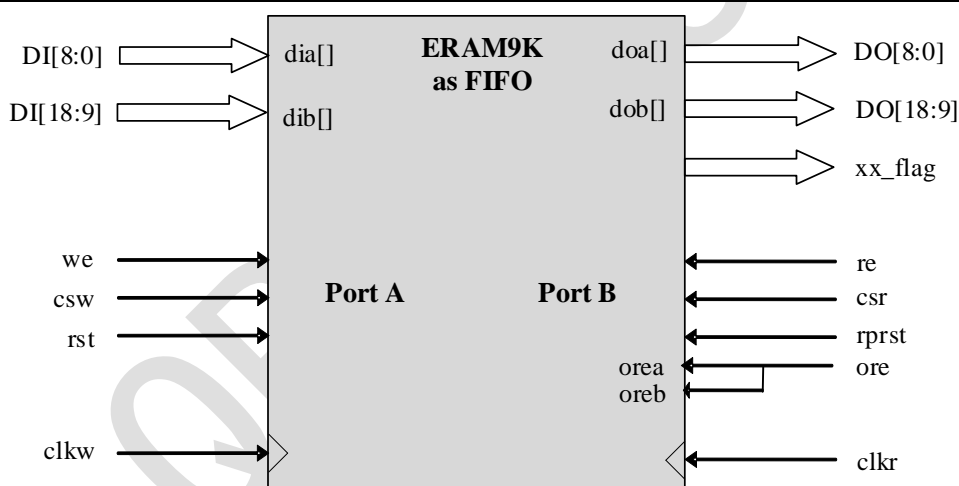 DI[8:0] dia[] ERAM9K doa[] DO[8:0]
as FIFO
DI[18:9] dib[] dob[] DO[18:9]
xx_flag
we re
csw Port A Port B csr
rst rprst
orea ore
oreb
clkw clkr